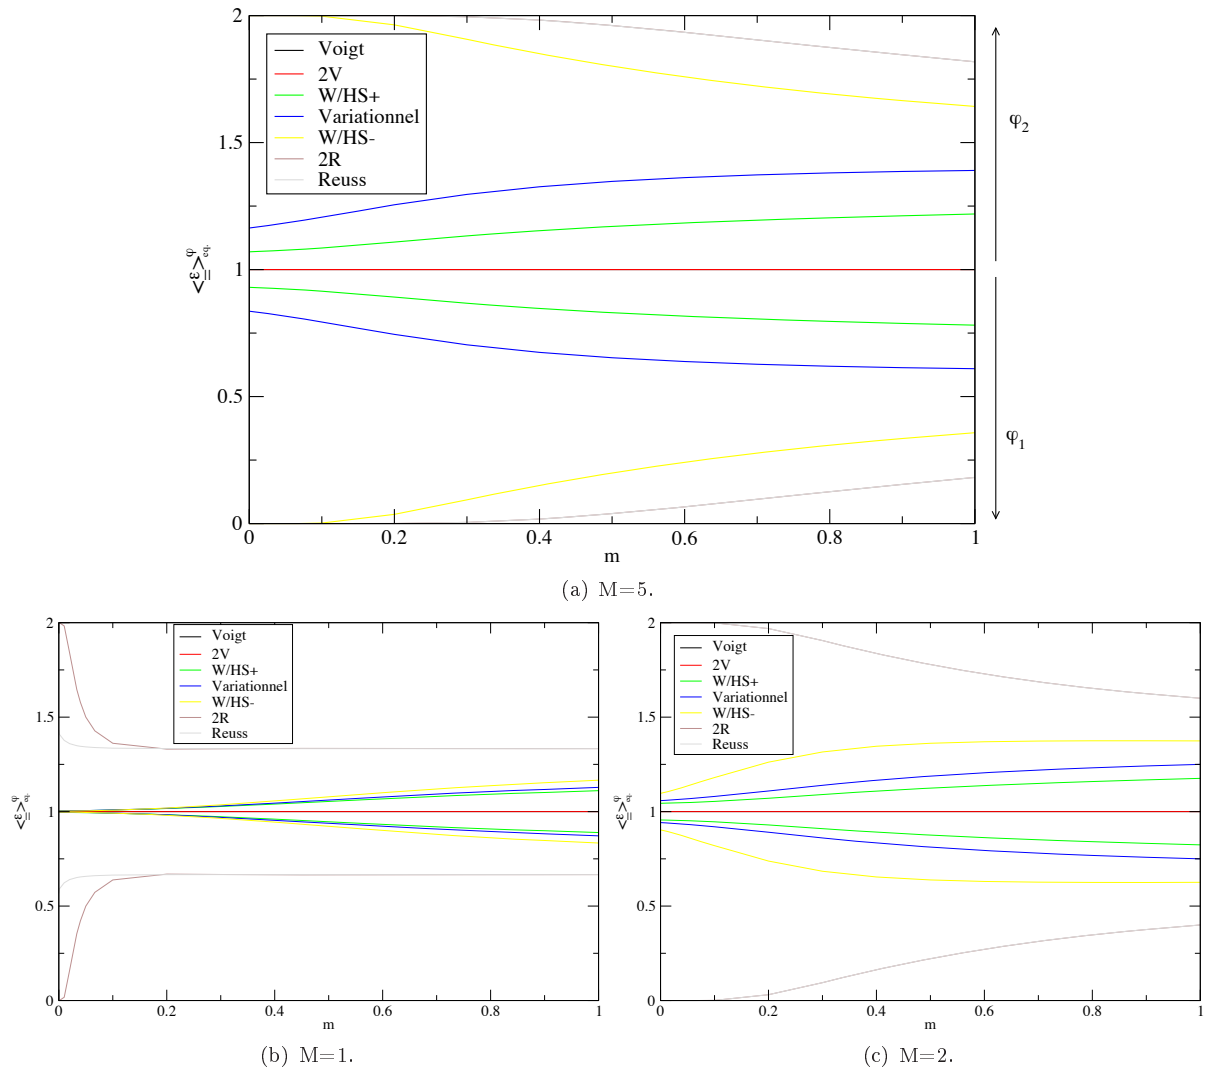 2
1.5
1
0.5
0
<ε>φ eq.
Voigt
2V
W/HS+
Variationnel
W/HS-
2R
Reuss
φ2
φ1
0 0.2 0.4 0.6 0.8 1
m
(a) M=5.
2
1.5
1
0.5
0
<ε>φ eq.
Voigt
2V
W/HS+
Variationnel
W/HS-
2R
Reuss
0 0.2 0.4 0.6 0.8 1
m
(b) M=1.
2
1.5
1
0.5
0
<ε>φ eq.
Voigt
2V
W/HS+
Variationnel
W/HS-
2R
Reuss
0 0.2 0.4 0.6 0.8 1
m
(c) M=2.